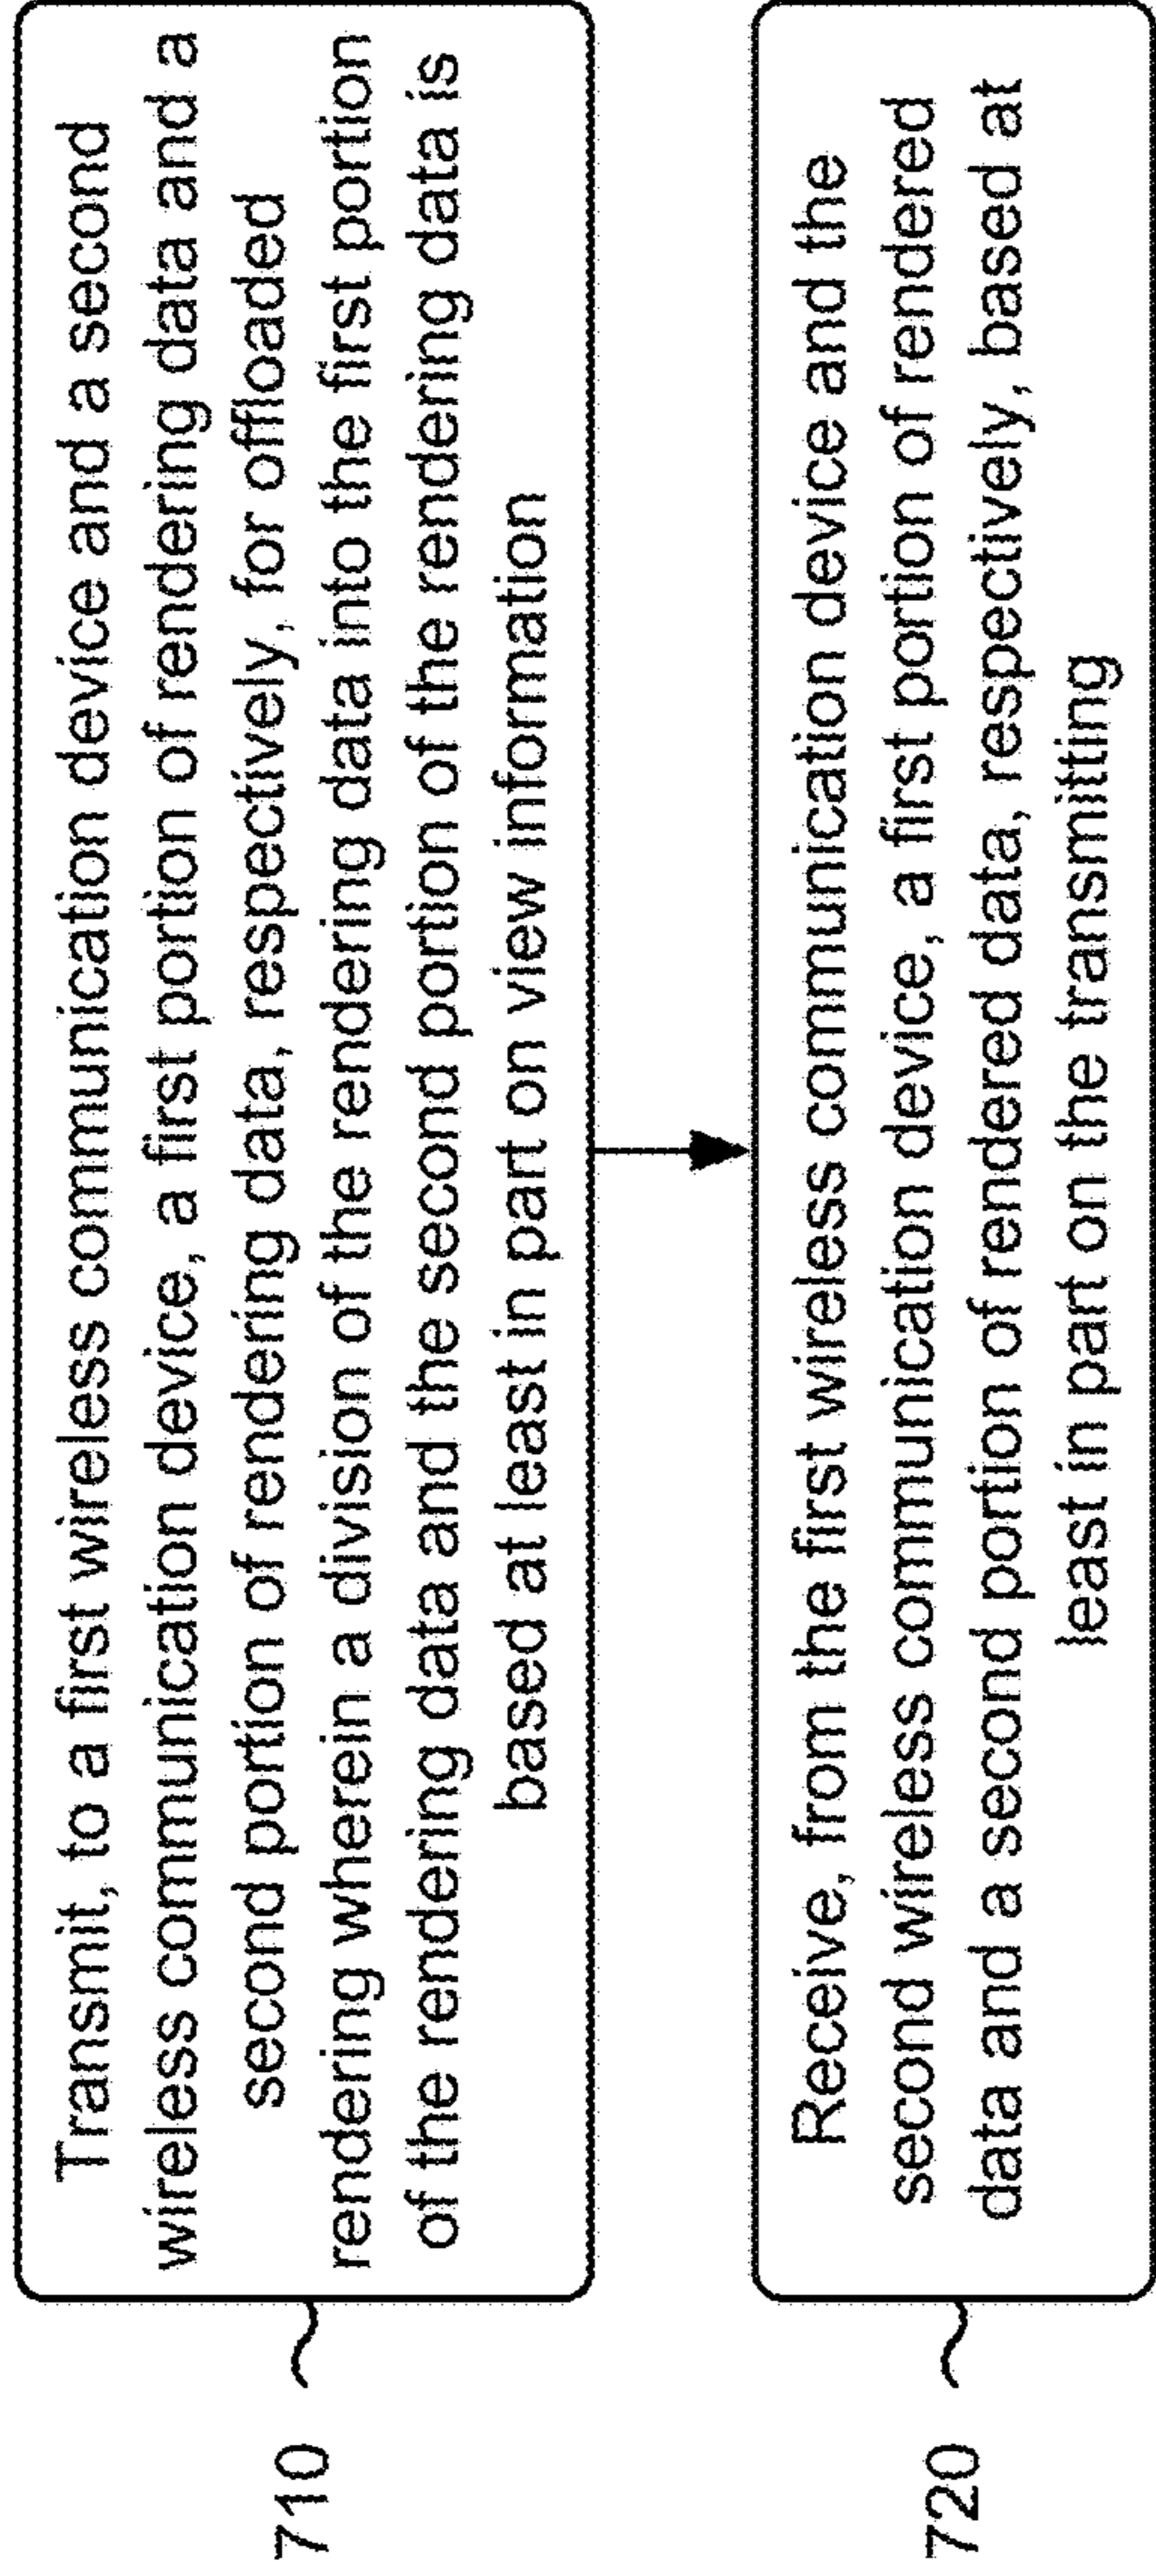 710
Transmit, to a first wireless communication device and a second
wireless communication device, a first portion of rendering data and a
second portion of rendering data, respectively, for offloaded
rendering wherein a division of the rendering data into the first portion
of the rendering data and the second portion of the rendering data is
based at least in part on view information
720
Receive, from the first wireless communication device and the
second wireless communication device, a first portion of rendered
data and a second portion of rendered data, respectively, based at
least in part on the transmitting